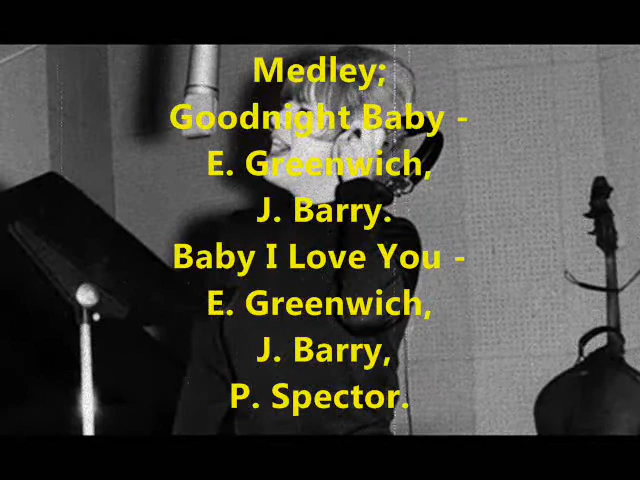 Medley;
Goodnight Baby -
E. Greenwich,
J. Barry.
Baby I Love You -
E. Greenwich,
J. Barry,
P. Spector.